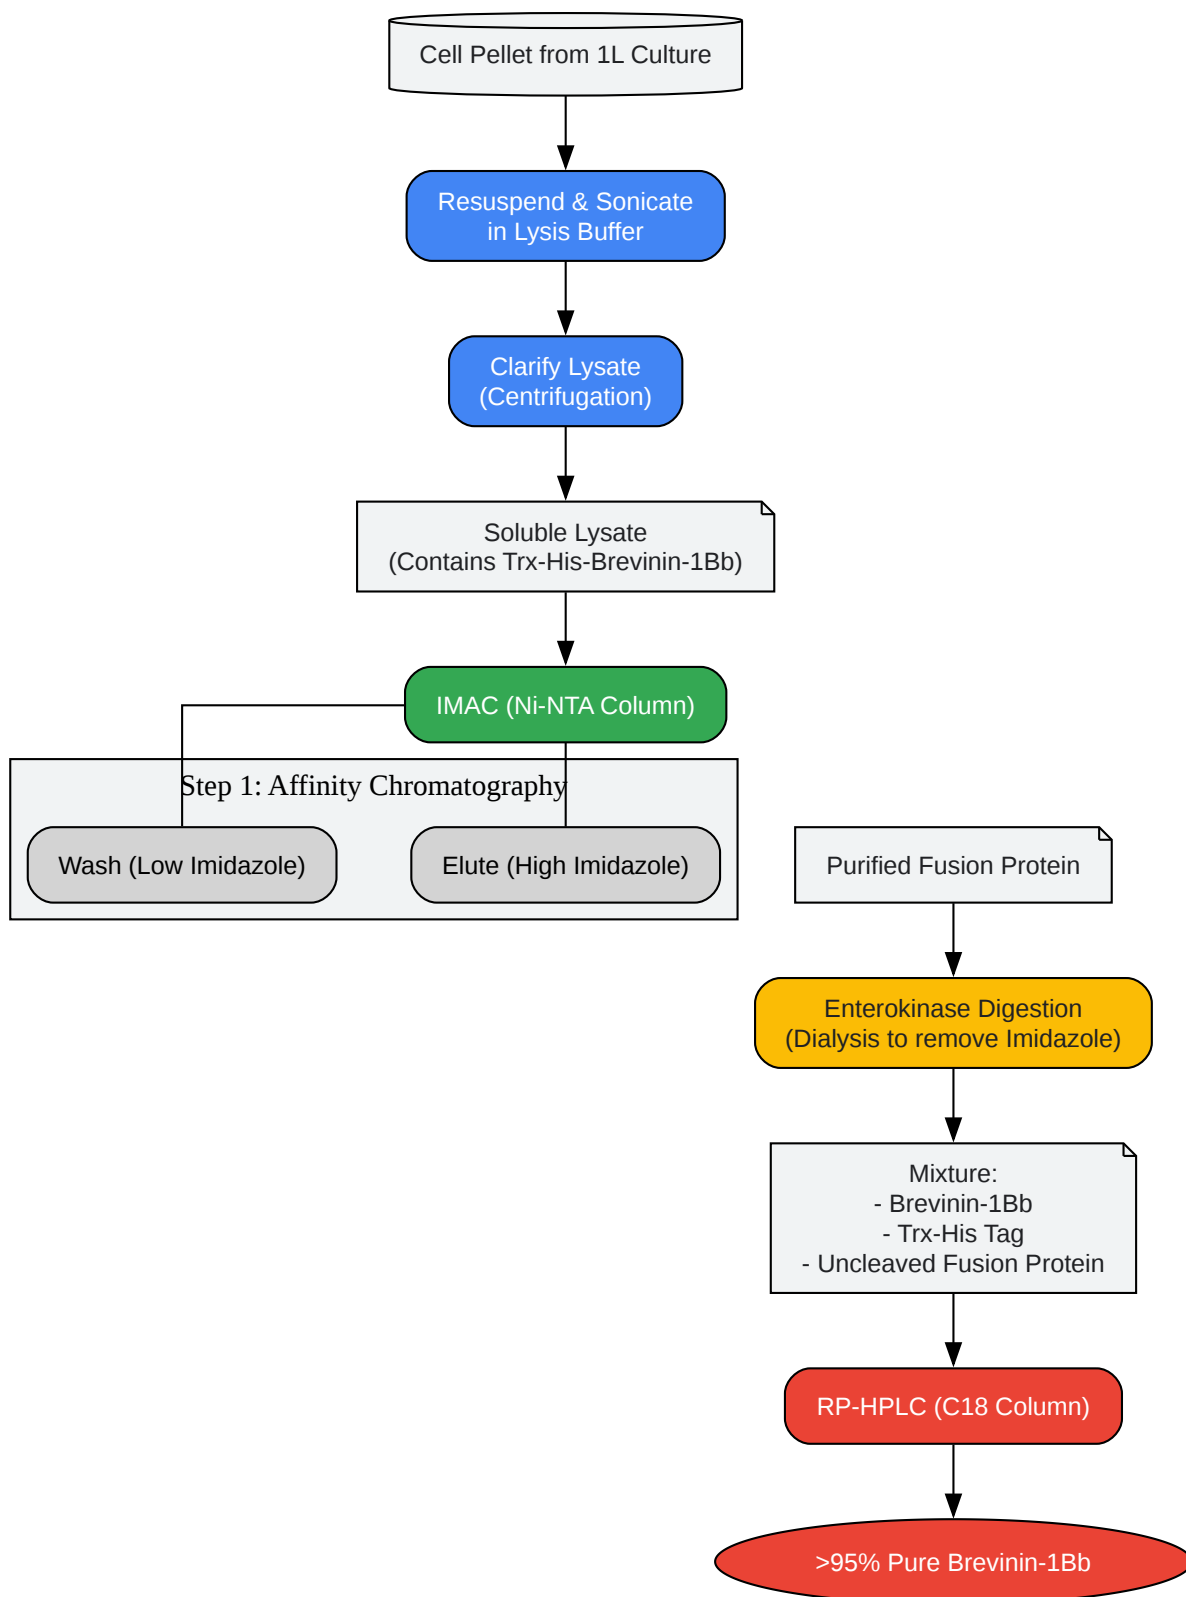 Cell Pellet from 1L Culture
Resuspend & Sonicate
in Lysis Buffer
Clarify Lysate
(Centrifugation)
Soluble Lysate
(Contains Trx-His-Brevinin-1Bb)
IMAC (Ni-NTA Column)
Step 1: Affinity Chromatography
Wash (Low Imidazole)
Elute (High Imidazole)
Purified Fusion Protein
Enterokinase Digestion
(Dialysis to remove Imidazole)
Mixture:
- Brevinin-1Bb
- Trx-His Tag
- Uncleaved Fusion Protein
RP-HPLC (C18 Column)
>95% Pure Brevinin-1Bb